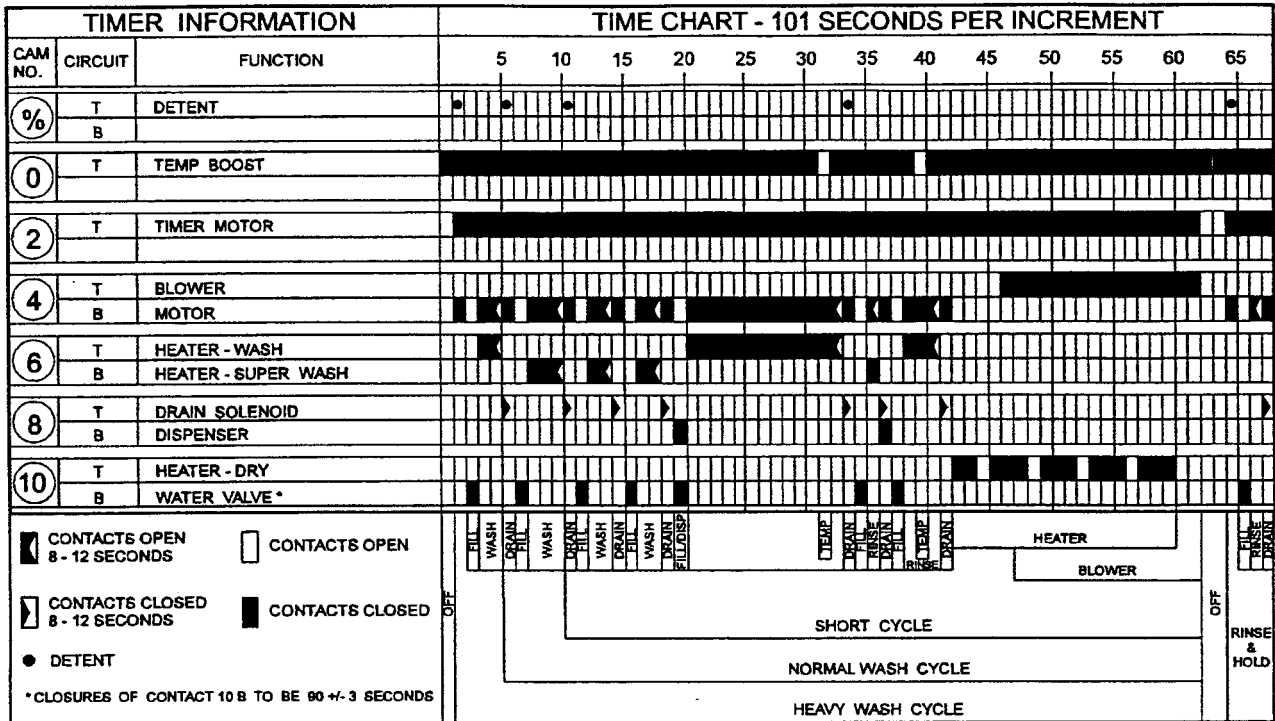 TIMER INFORMATION
TIME CHART - 101 SECONDS PER INCREMENT
CAM NO. CIRCUIT FUNCTION 5 10 15 20 25 30 35 40 45 50 55 60 65
% T DETENT
B
0 T TEMP BOOST
2 T TIMER MOTOR
4 T BLOWER
B MOTOR
6 T HEATER - WASH
B HEATER - SUPER WASH
8 T DRAIN SOLENOID
B DISPENSER
10 T HEATER - DRY
B WATER VALVE *
FILL WASH DRAIN FILL WASH DRAIN FILL WASH DRAIN FILL WASH DRAIN FILL/DISP TEMP DRAIN FILL RINSE DRAIN FILL TEMP RINSE DRAIN HEATER FILL RINSE DRAIN
BLOWER
CONTACTS OPEN
8 - 12 SECONDS
CONTACTS OPEN
CONTACTS CLOSED
8 - 12 SECONDS
CONTACTS CLOSED
DETENT
* CLOSURES OF CONTACT 10 B TO BE 90 +/- 3 SECONDS
OFF
SHORT CYCLE
NORMAL WASH CYCLE
HEAVY WASH CYCLE
OFF
RINSE
&
HOLD